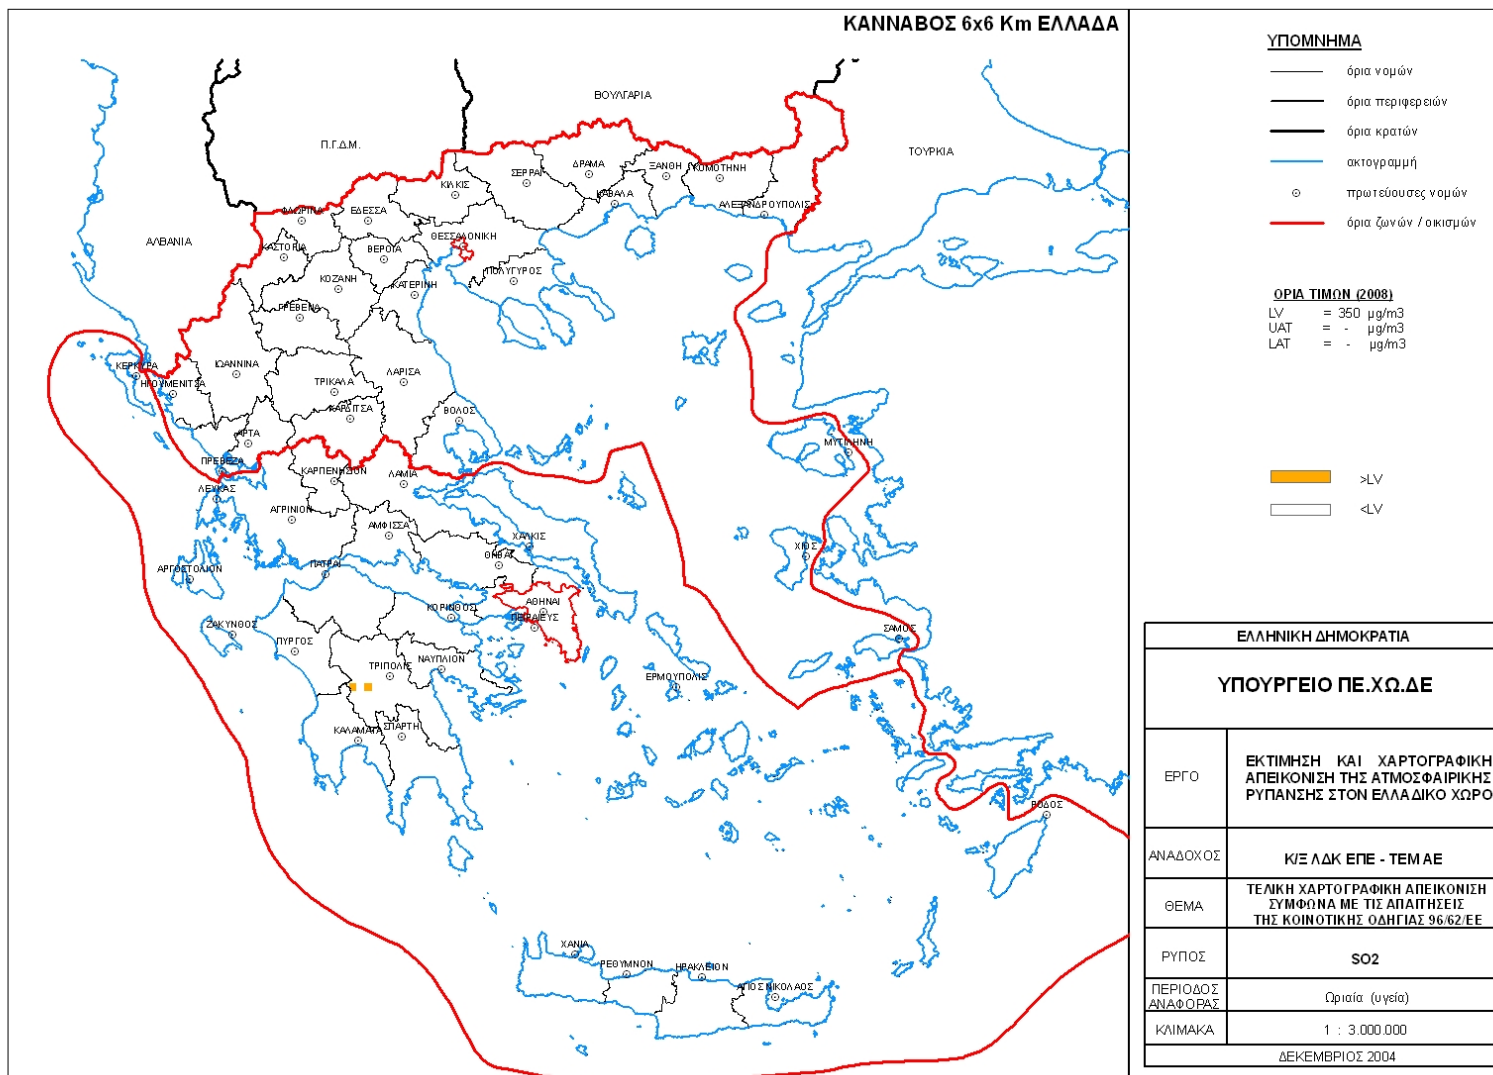 ΚΑΝΝΑΒΟΣ 6x6 Km ΕΛΛΑΔΑ
ΒΟΥΛΓΑΡΙΑ
Π.Γ.Δ.Μ.
ΤΟΥΡΚΙΑ
ΑΛΒΑΝΙΑ
ΔΡΑΜΑ
ΞΑΝΘΗ
ΚΟΜΟΤΗΝΗ
ΣΕΡΡΑΙ
ΚΙΛΚΙΣ
ΚΑΒΑΛΑ
ΑΛΕΞΑΝΔΡΟΥΠΟΛΙΣ
ΦΛΩΡΙΝΑ
ΕΔΕΣΣΑ
ΘΕΣΣΑΛΟΝΙΚΗ
ΚΑΣΤΟΡΙΑ
ΒΕΡΟΙΑ
ΠΟΛΥΓΥΡΟΣ
ΚΟΖΑΝΗ
ΚΑΤΕΡΙΝΗ
ΓΡΕΒΕΝΑ
ΚΕΡΚΥΡΑ
ΙΩΑΝΝΙΝΑ
ΛΑΡΙΣΑ
ΗΓΟΥΜΕΝΙΤΣΑ
ΤΡΙΚΑΛΑ
ΚΑΡΔΙΤΣΑ
ΒΟΛΟΣ
ΑΡΤΑ
ΜΥΤΙΛΗΝΗ
ΠΡΕΒΕΖΑ
ΚΑΡΠΕΝΗΣΙΟΝ
ΛΑΜΙΑ
ΛΕΥΚΑΣ
ΑΓΡΙΝΙΟΝ
ΑΜΦΙΣΣΑ
ΧΑΛΚΙΣ
ΧΙΟΣ
ΘΗΒΑΙ
ΑΡΓΟΣΤΟΛΙΟΝ
ΠΑΤΡΑΙ
ΑΘΗΝΑΙ
ΚΟΡΙΝΘΟΣ
ΠΕΙΡΑΙΕΥΣ
ΖΑΚΥΝΘΟΣ
ΣΑΜΟΣ
ΠΥΡΓΟΣ
ΤΡΙΠΟΛΙΣ
ΝΑΥΠΛΙΟΝ
ΕΡΜΟΥΠΟΛΙΣ
ΚΑΛΑΜΑΤΑ
ΣΠΑΡΤΗ
ΡΟΔΟΣ
ΧΑΝΙΑ
ΡΕΘΥΜΝΟΝ
ΗΡΑΚΛΕΙΟΝ
ΑΓΙΟΣ ΝΙΚΟΛΑΟΣ
ΥΠΟΜΝΗΜΑ
όρια νομών
όρια περιφερειών
όρια κρατών
ακτογραμμή
πρωτεύουσες νομών
όρια ζωνών / οικισμών
ΟΡΙΑ ΤΙΜΩΝ (2008)
LV = 350 μg/m3
UAT = - μg/m3
LAT = - μg/m3
>LV
<LV
ΕΛΛΗΝΙΚΗ ΔΗΜΟΚΡΑΤΙΑ
ΥΠΟΥΡΓΕΙΟ ΠΕ.ΧΩ.ΔΕ
ΕΡΓΟ
ΕΚΤΙΜΗΣΗ ΚΑΙ ΧΑΡΤΟΓΡΑΦΙΚΗ
ΑΠΕΙΚΟΝΙΣΗ ΤΗΣ ΑΤΜΟΣΦΑΙΡΙΚΗΣ
ΡΥΠΑΝΣΗΣ ΣΤΟΝ ΕΛΛΑΔΙΚΟ ΧΩΡΟ
ΑΝΑΔΟΧΟΣ
Κ/Ξ ΛΔΚ ΕΠΕ - ΤΕΜ ΑΕ
ΘΕΜΑ
ΤΕΛΙΚΗ ΧΑΡΤΟΓΡΑΦΙΚΗ ΑΠΕΙΚΟΝΙΣΗ
ΣΥΜΦΩΝΑ ΜΕ ΤΙΣ ΑΠΑΙΤΗΣΕΙΣ
ΤΗΣ ΚΟΙΝΟΤΙΚΗΣ ΟΔΗΓΙΑΣ 96/62/ΕΕ
ΡΥΠΟΣ
SO2
ΠΕΡΙΟΔΟΣ
ΑΝΑΦΟΡΑΣ
Ωριαία (υγεία)
ΚΛΙΜΑΚΑ
1 : 3.000.000
ΔΕΚΕΜΒΡΙΟΣ 2004